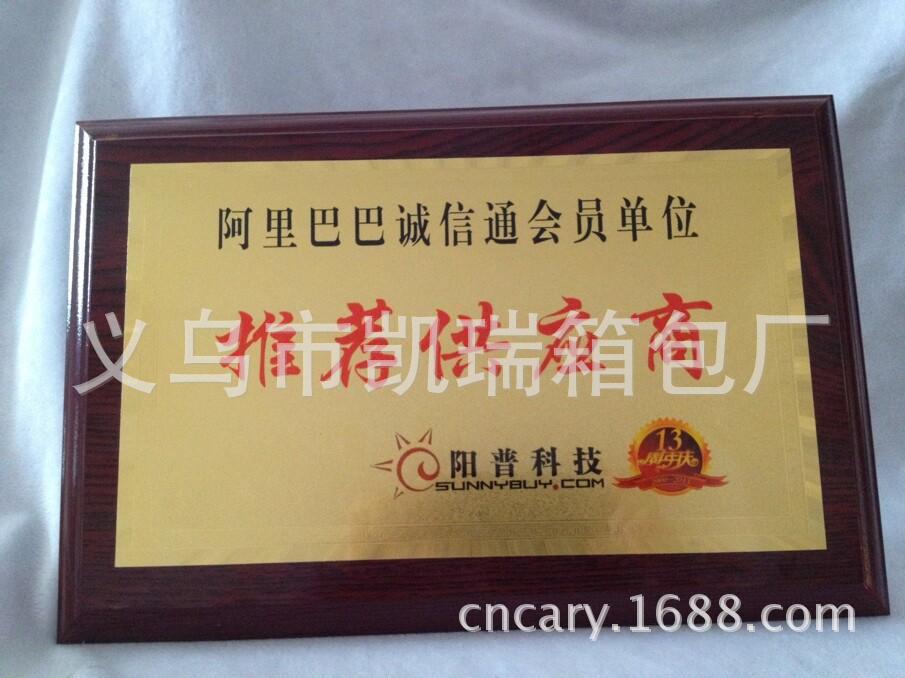 阿里巴巴诚信通会员单位
推荐供应商
义乌市凯瑞箱包厂
阳普科技
SUNNYBUY.COM
13
周年庆
cncary.1688.com